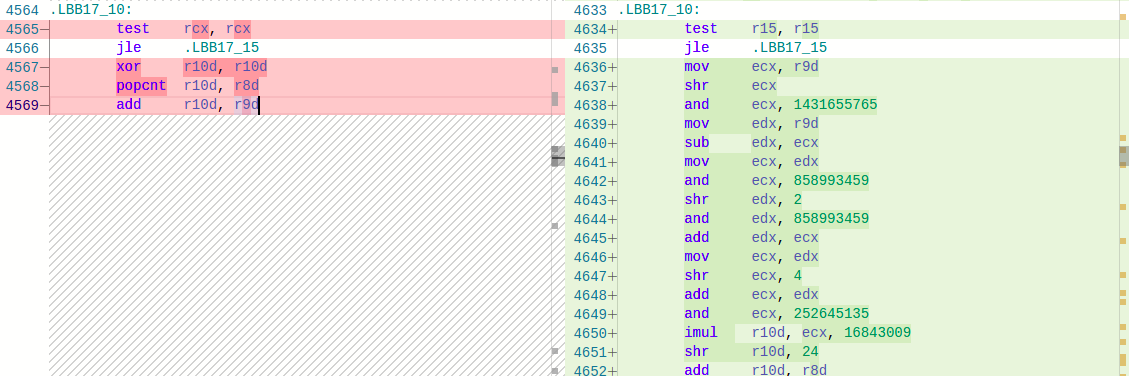 4564 .LBB17_10:
4565— test rcx, rcx
4566 jle .LBB17_15
4567— xor r10d, r10d
4568— popcnt r10d, r8d
4569— add r10d, r9d
4633 .LBB17_10:
4634+ test r15, r15
4635 jle .LBB17_15
4636+ mov ecx, r9d
4637+ shr ecx
4638+ and ecx, 1431655765
4639+ mov edx, r9d
4640+ sub edx, ecx
4641+ mov ecx, edx
4642+ and ecx, 858993459
4643+ shr edx, 2
4644+ and edx, 858993459
4645+ add edx, ecx
4646+ mov ecx, edx
4647+ shr ecx, 4
4648+ add ecx, edx
4649+ and ecx, 252645135
4650+ imul r10d, ecx, 16843009
4651+ shr r10d, 24
4652+ add r10d, r8d